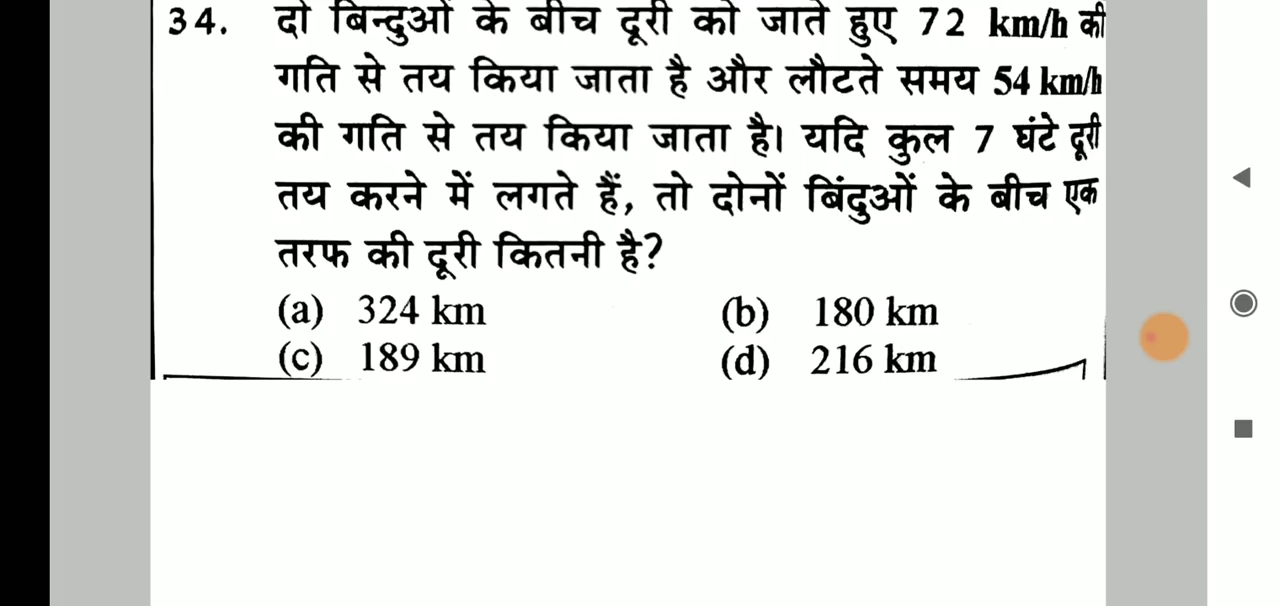 34. दो बिन्दुओं के बीच दूरी को जाते हुए 72 km/h की
गति से तय किया जाता है और लौटते समय 54 km/h
की गति से तय किया जाता है। यदि कुल 7 घंटे दूरी
तय करने में लगते हैं, तो दोनों बिंदुओं के बीच एक
तरफ की दूरी कितनी है?
(a) 324 km (b) 180 km
(c) 189 km (d) 216 km